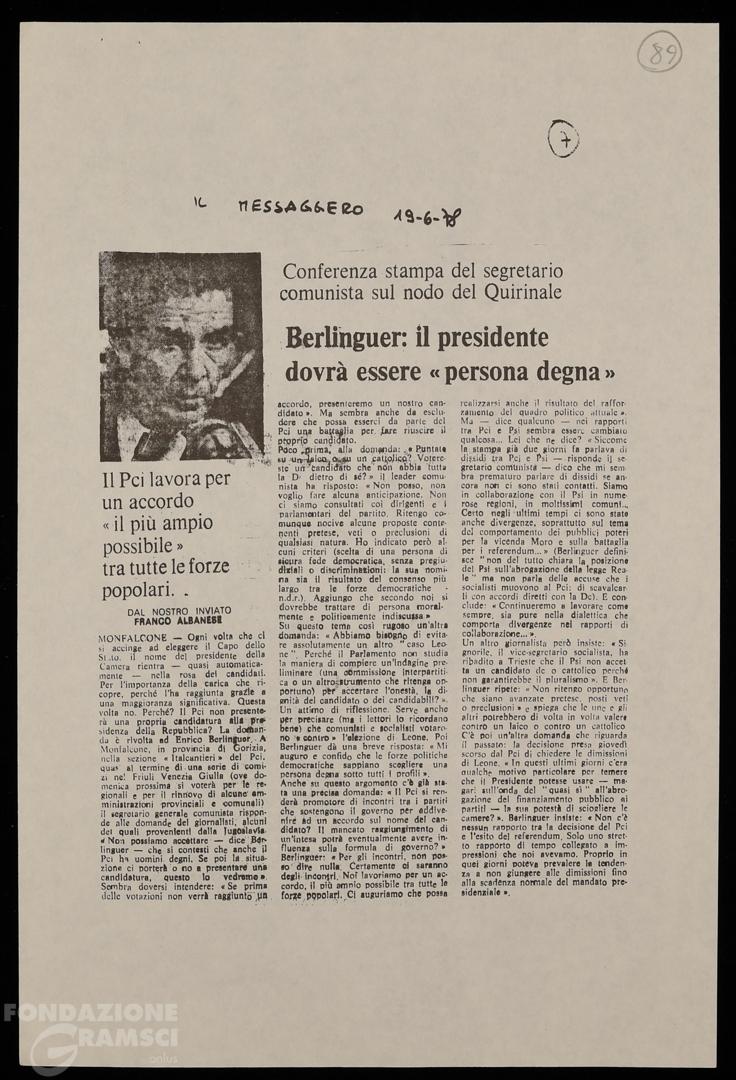 89
7
IL MESSAGGERO 19-6-78
Conferenza stampa del segretario
comunista sul nodo del Quirinale
Berlinguer: il presidente
dovrà essere « persona degna »
Il Pci lavora per
un accordo
« il più ampio
possibile »
tra tutte le forze
popolari.
DAL NOSTRO INVIATO
FRANCO ALBANESE
MONFALCONE — Ogni volta che ci
si accinge ad eleggere il Capo dello
Stato, il nome del presidente della
Camera rientra — quasi automatica-
mente — nella rosa dei candidati.
Per l'importanza della carica che ri-
copre, perché l'ha raggiunta grazie a
una maggioranza significativa. Questa
volta no. Perché? Il Pci non presente-
rà una propria candidatura alla pre-
sidenza della Repubblica? La doman-
da è rivolta ad Enrico Berlinguer. A
Monfalcone, in provincia di Gorizia,
nella sezione « Italcantieri » del Pci,
quasi al termine di una serie di comi-
zi nel Friuli Venezia Giulia (ove do-
menica prossima si voterà per le re-
gionali e per il rinnovo di alcune am-
ministrazioni provinciali e comunali)
il segretario generale comunista rispon-
de alle domande dei giornalisti, alcuni
dei quali provenienti dalla Jugoslavia.
« Non possiamo accettare — dice Ber-
linguer — che si contesti che anche il
Pci ha uomini degni. Se poi la situa-
zione ci porterà o no a presentare una
candidatura, questo lo vedremo ».
Sembra doversi intendere: « Se prima
delle votazioni non verrà raggiunto un
accordo, presenteremo un nostro can-
didato ». Ma sembra anche da esclu-
dere che possa esserci da parte del
Pci una battaglia per fare riuscire il
proprio candidato.
Poco prima, alla domanda: « Puntate
su un laico o su un cattolico? Votere-
ste un candidato che non abbia tutta
la Dc dietro di sé? » il leader comu-
nista ha risposto: « Non posso, non
voglio fare alcuna anticipazione. Non
ci siamo consultati coi dirigenti e i
parlamentari del partito. Ritengo co-
munque nocive alcune proposte conte-
nenti pretese, veti o preclusioni di
qualsiasi natura. Ho indicato però al-
cuni criteri (scelta di una persona di
sicura fede democratica, senza pregiu-
diziali o discriminazioni: la sua nomi-
na sia il risultato del consenso più
largo tra le forze democratiche -
n.d.r.). Aggiungo che secondo noi si
dovrebbe trattare di persona moral-
mente e politicamente indiscussa »
Su questo tema così rugoso un'altra
domanda: « Abbiamo bisogno di evita-
re assolutamente un altro "caso Leo-
ne". Perché il Parlamento non studia
la maniera di compiere un'indagine pre-
liminare (una commissione interpartiti-
ca o un altro strumento che ritenga op-
portuno) per accertare l'onestà, la di-
gnità del candidato o dei candidabili? ».
Un attimo di riflessione. Serve anche
per precisare (ma i lettori lo ricordano
bene) che comunisti e socialisti votaro-
no « contro » l'elezione di Leone. Poi
Berlinguer dà una breve risposta: « Mi
auguro e confido che le forze politiche
democratiche sappiano scegliere una
persona degna sotto tutti i profili ».
Anche su questo argomento c'è già sta-
ta una precisa domanda: « Il Pci si ren-
derà promotore di incontri tra i partiti
che sostengono il governo per addive-
nire ad un accordo sul nome del can-
didato? Il mancato raggiungimento di
un'intesa potrà eventualmente avere in-
fluenza sulla formula di governo? »
Berlinguer: « Per gli incontri, non pos-
so dire nulla. Certamente ci saranno
degli incontri. Noi lavoriamo per un ac-
cordo, il più ampio possibile tra tutte le
forze popolari. Ci auguriamo che possa
realizzarsi anche il risultato del raffor-
zamento del quadro politico attuale ».
Ma — dice qualcuno — nei rapporti
tra Pci e Psi sembra essere cambiato
qualcosa... Lei che ne dice? « Siccome
la stampa già due giorni fa parlava di
dissidi tra Pci e Psi — risponde il se-
gretario comunista — dico che mi sem-
bra prematuro parlare di dissidi se an-
cora non ci sono stati contatti. Siamo
in collaborazione con il Psi in nume-
rose regioni, in moltissimi comuni...
Certo negli ultimi tempi ci sono state
anche divergenze, soprattutto sul tema
del comportamento dei pubblici poteri
per la vicenda Moro e sulla battaglia
per i referendum... » (Berlinguer defini-
sce "non del tutto chiara la posizione
del Psi sull'abrogazione della legge Rea-
le" ma non parla delle accuse che i
socialisti muovono al Pci: di scavalcar-
li con accordi diretti con la Dc). E con-
clude: « Continueremo a lavorare come
sempre, sia pure nella dialettica che
comporta divergenze nel rapporti di
collaborazione... ».
Un altro giornalista però insiste: « Si-
gnorile, il vice-segretario socialista, ha
ribadito a Trieste che il Psi non accet-
ta un candidato dc o cattolico perché
non garantirebbe il pluralismo ». E Ber-
linguer ripete: « Non ritengo opportuno
che siano avanzate pretese, posti veti
o preclusioni » e spiega che le une e gli
altri potrebbero di volta in volta valere
contro un laico o contro un cattolico
C'è poi un'altra domanda che riguarda
il passato: la decisione presa giovedì
scorso dal Pci di chiedere le dimissioni
di Leone. « In questi ultimi giorni c'era
qualche motivo particolare per temere
che il Presidente potesse usare — ma-
gari sull'onda dei "quasi sì" all'abro-
gazione del finanziamento pubblico ai
partiti — la sua potestà di sciogliere le
camere? ». Berlinguer insiste: « Non c'è
nessun rapporto tra la decisione del Pci
e l'esito del referendum. Solo uno stret-
to rapporto di tempo collegato a im-
pressioni che noi avevamo. Proprio in
quei giorni poteva prevalere la tenden-
za a non giungere alle dimissioni fino
alla scadenza normale del mandato pre-
sidenziale ».
FONDAZIONE
GRAMSCI
onlus